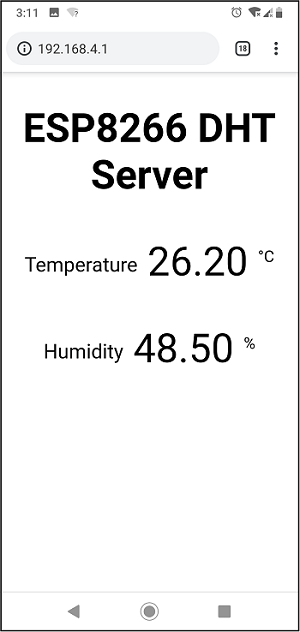 3:11
192.168.4.1
18
ESP8266 DHT
Server
Temperature 26.20 °C
Humidity 48.50 %